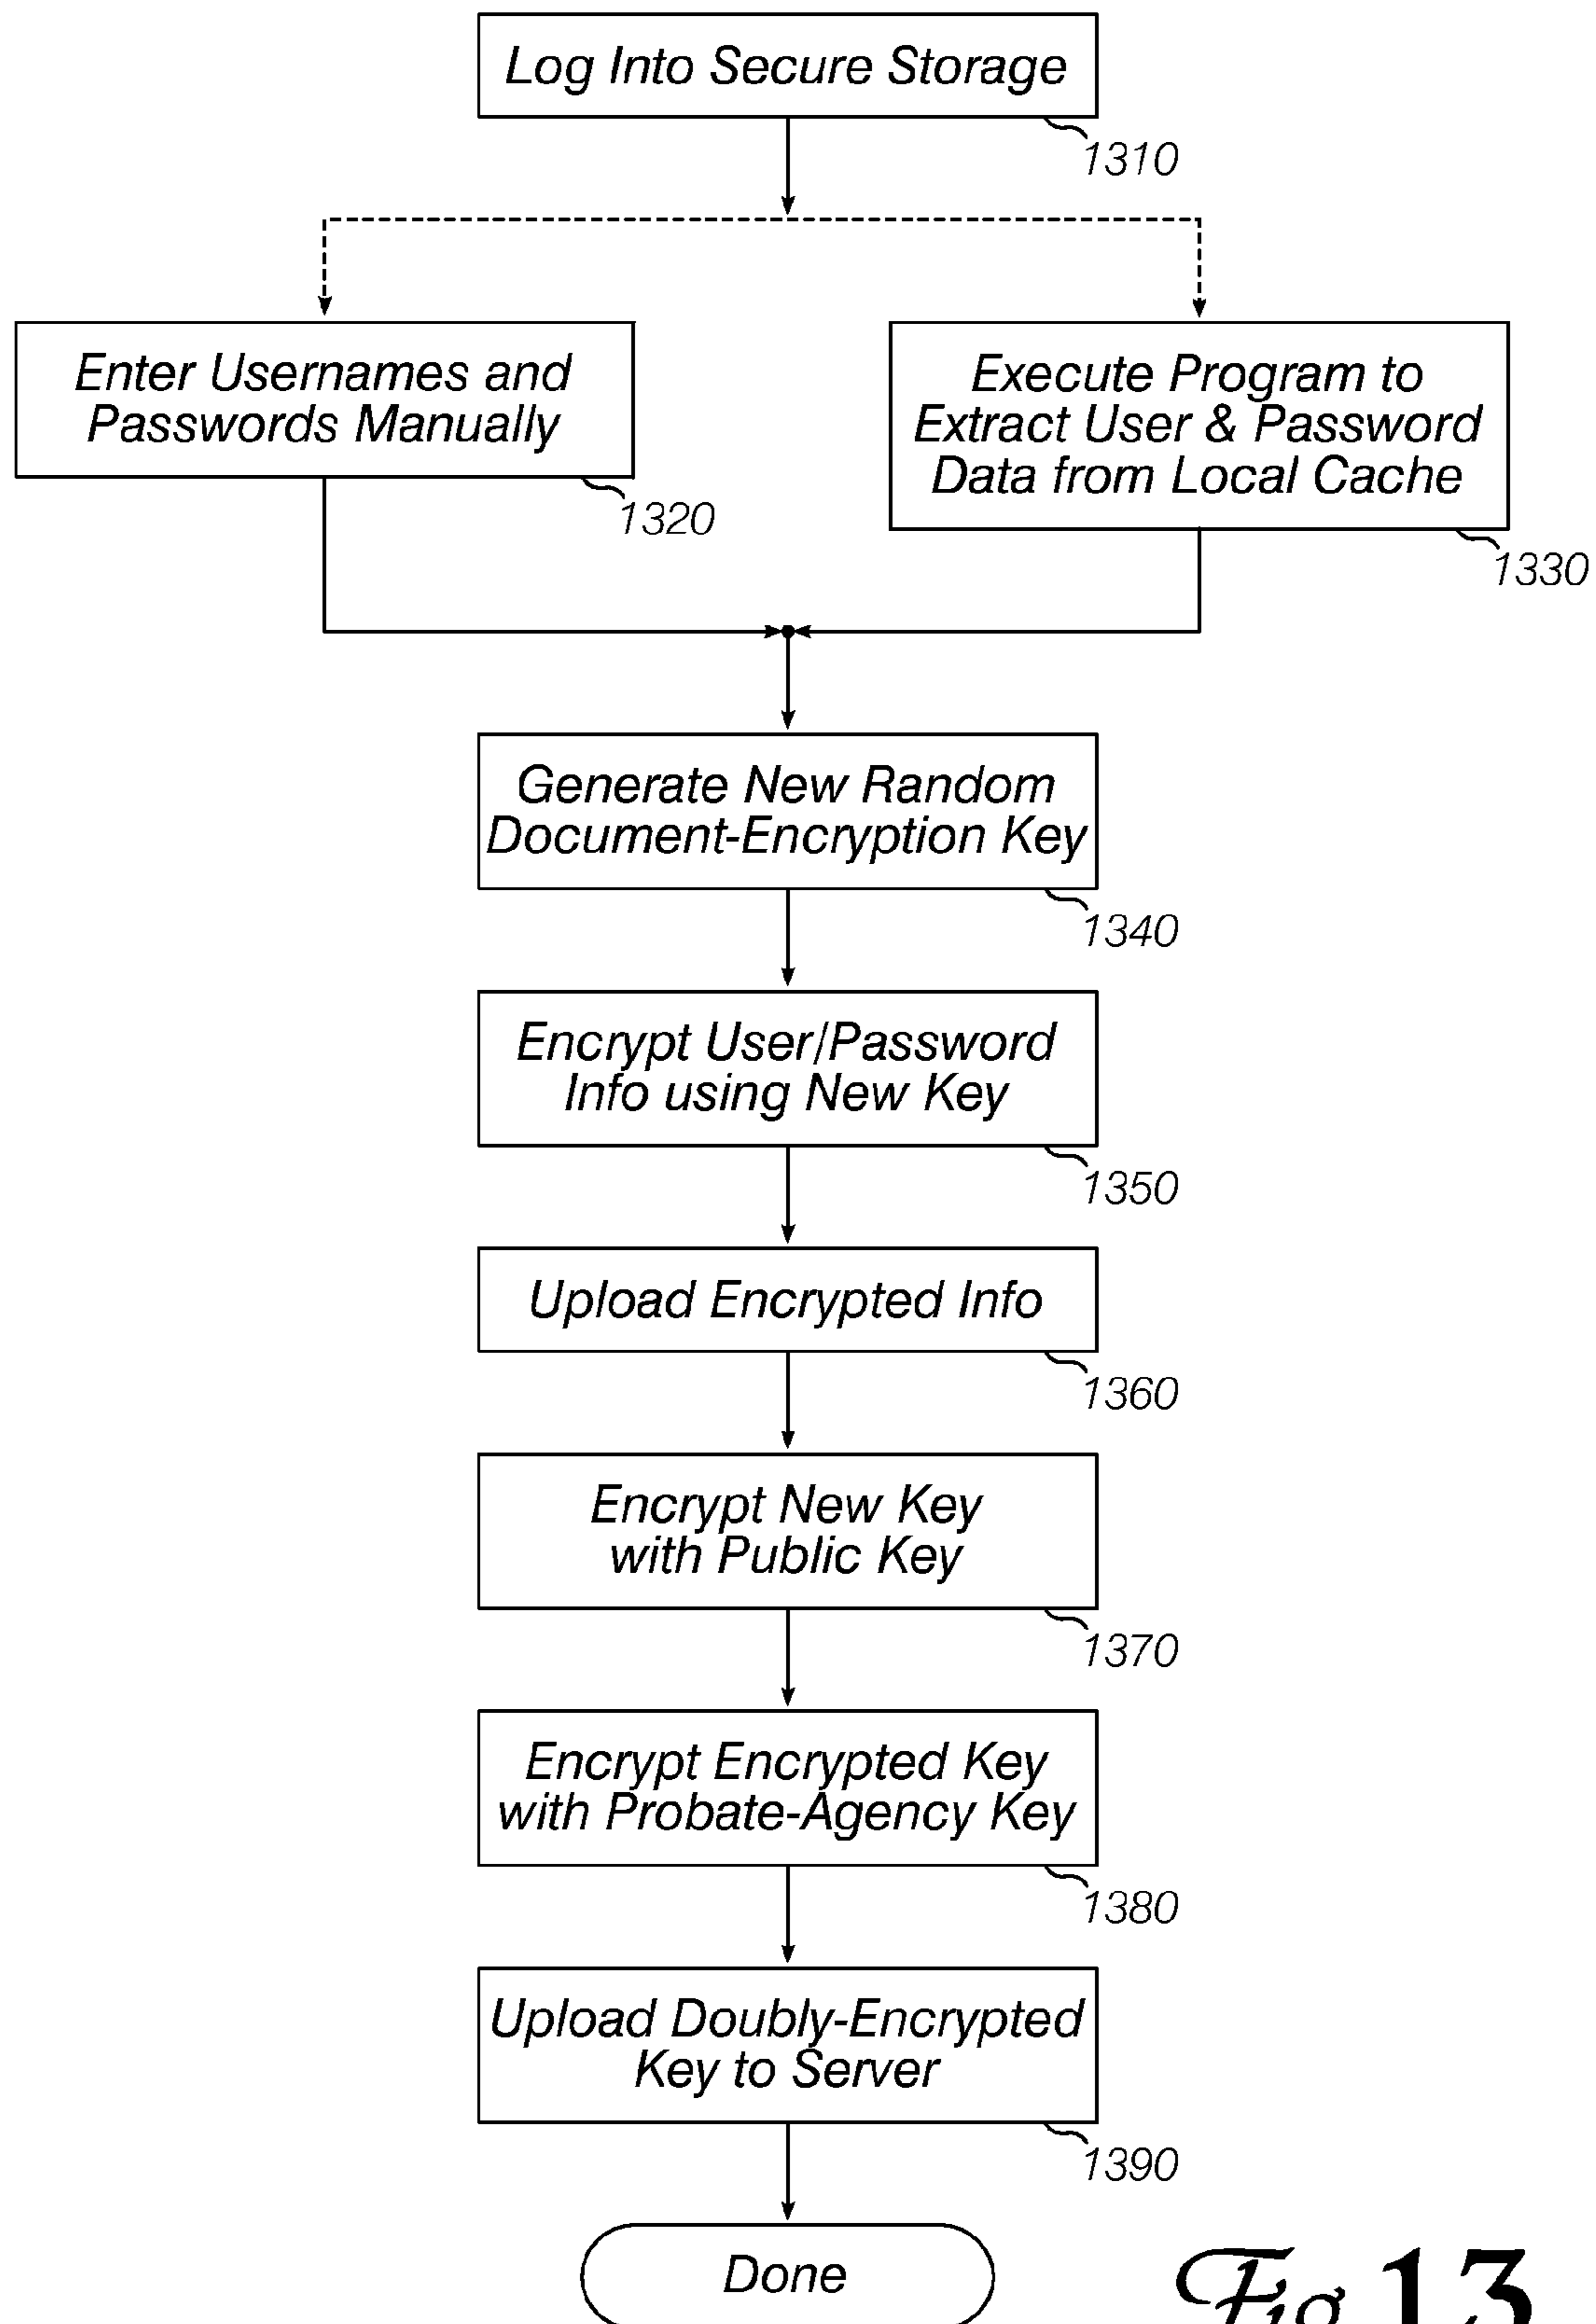 Log Into Secure Storage
1310
Enter Usernames and
Passwords Manually
1320
Execute Program to
Extract User & Password
Data from Local Cache
1330
Generate New Random
Document-Encryption Key
1340
Encrypt User/Password
Info using New Key
1350
Upload Encrypted Info
1360
Encrypt New Key
with Public Key
1370
Encrypt Encrypted Key
with Probate-Agency Key
1380
Upload Doubly-Encrypted
Key to Server
1390
Done
Fig 13